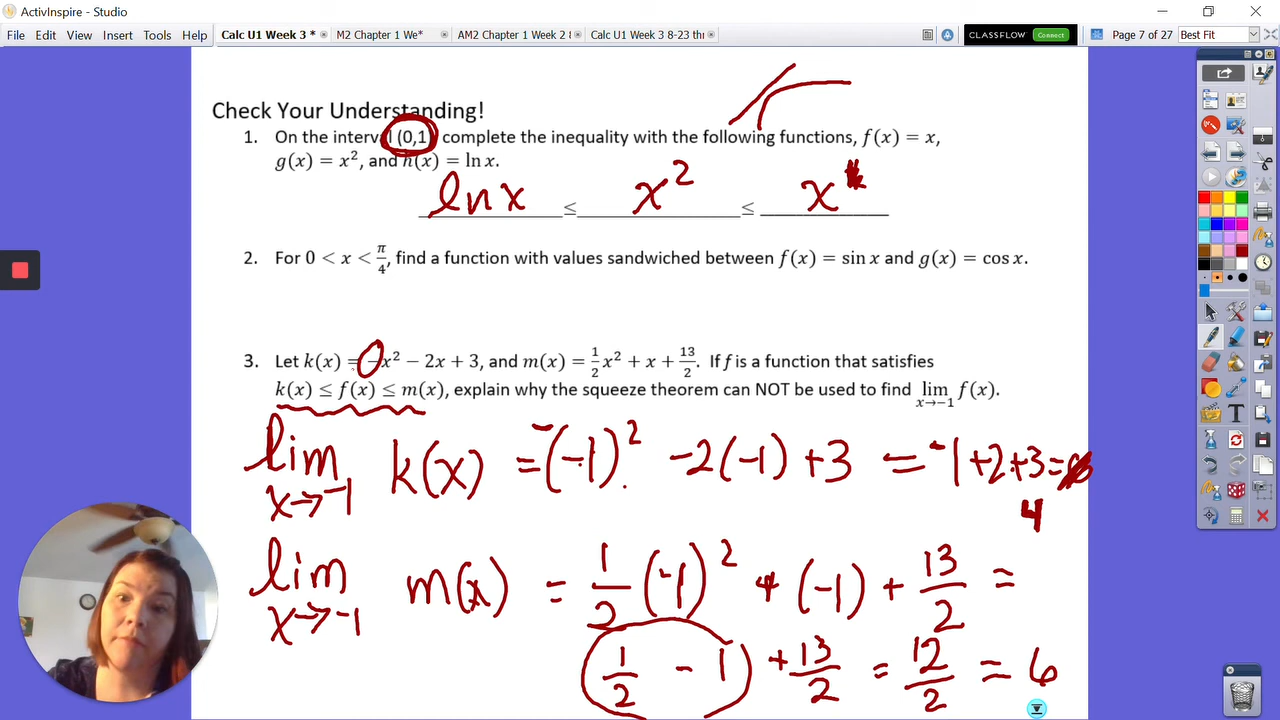 ActivInspire - Studio
File Edit View Insert Tools Help Calc U1 Week 3 * M2 Chapter 1 We* AM2 Chapter 1 Week 2 Calc U1 Week 3 8-23 thr CLASSFLOW Connect Page 7 of 27 Best Fit
Check Your Understanding!
1. On the interval (0,1) complete the inequality with the following functions, f(x) = x,
g(x) = x², and h(x) = ln x.
ln x ≤ x² ≤ x
2. For 0 < x < π/4, find a function with values sandwiched between f(x) = sin x and g(x) = cos x.
3. Let k(x) = −x² − 2x + 3, and m(x) = 1/2 x² + x + 13/2. If f is a function that satisfies
k(x) ≤ f(x) ≤ m(x), explain why the squeeze theorem can NOT be used to find lim x→−1 f(x).
lim x→−1 k(x) = −(−1)² −2(−1) + 3 = −1+2+3=
4
lim x→−1 m(x) = 1/2 (−1)² + (−1) + 13/2 =
1/2 − 1 + 13/2 = 12/2 = 6